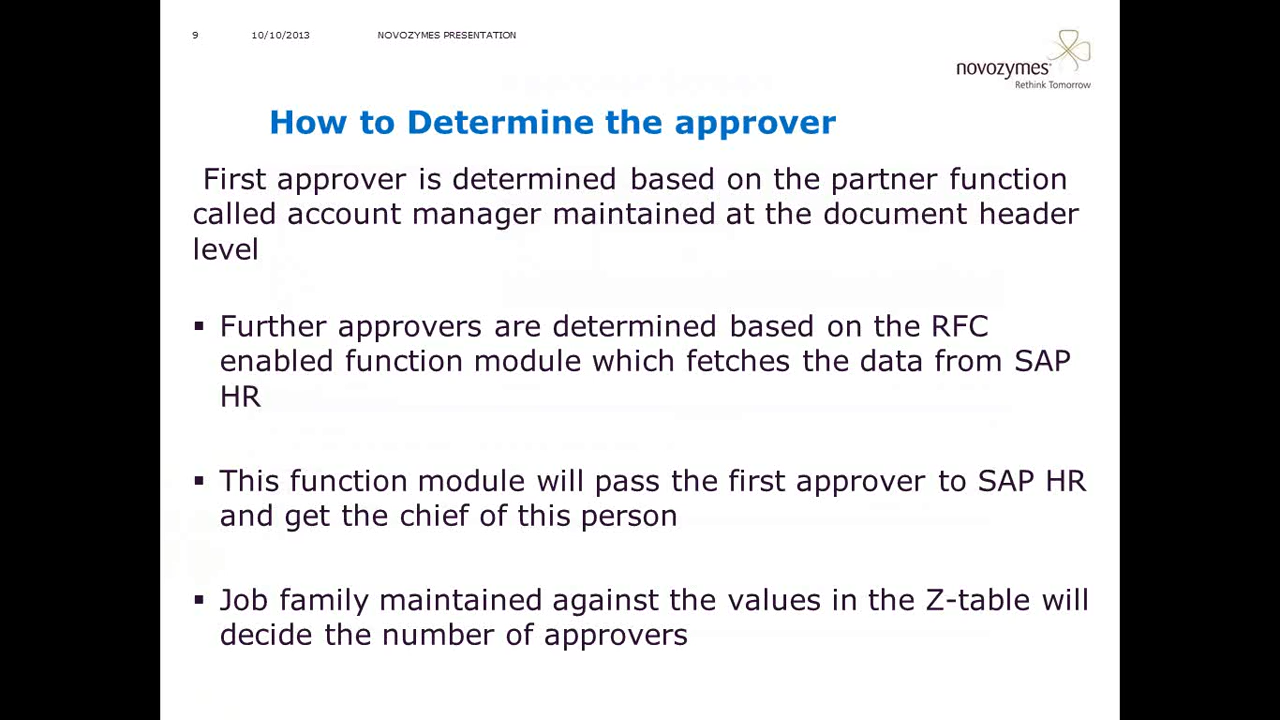 9 10/10/2013 NOVOZYMES PRESENTATION
novozymes
Rethink Tomorrow
How to Determine the approver
First approver is determined based on the partner function
called account manager maintained at the document header
level
▪ Further approvers are determined based on the RFC
enabled function module which fetches the data from SAP
HR
▪ This function module will pass the first approver to SAP HR
and get the chief of this person
▪ Job family maintained against the values in the Z-table will
decide the number of approvers